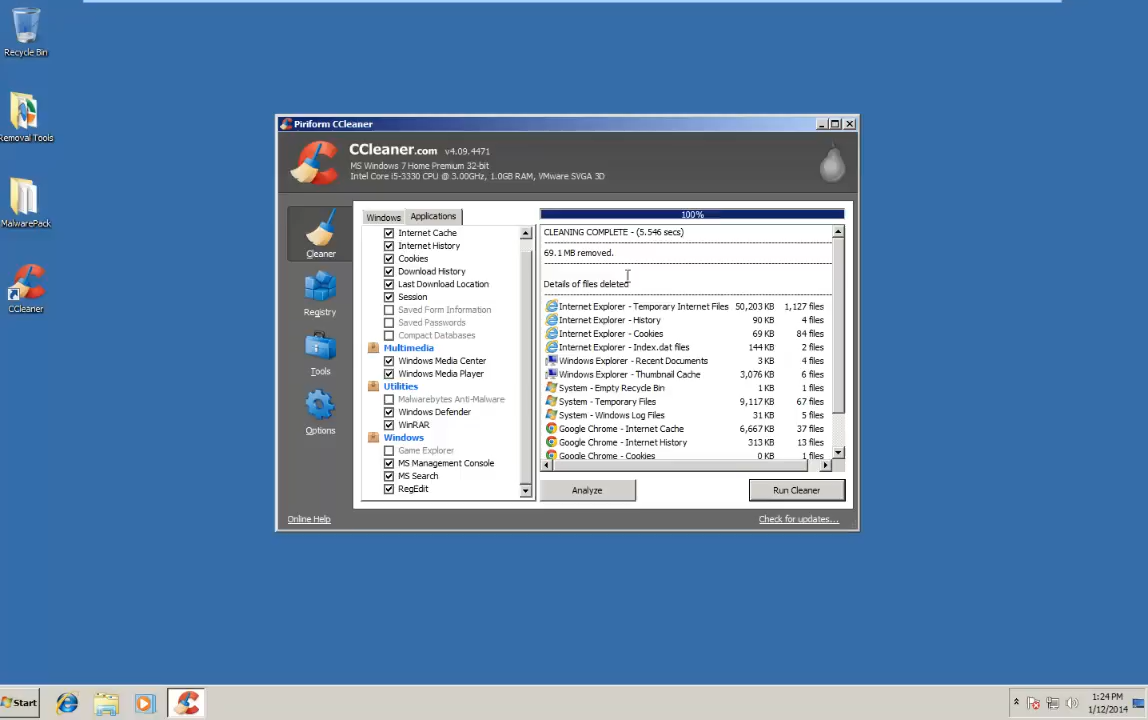 Recycle Bin
Removal Tools
MalwarePack
CCleaner
Piriform CCleaner
CCleaner.com v4.09.4471
MS Windows 7 Home Premium 32-bit
Intel Core i5-3330 CPU @ 3.00GHz, 1.0GB RAM, VMware SVGA 3D
Cleaner
Registry
Tools
Options
Windows Applications
Internet Cache
Internet History
Cookies
Download History
Last Download Location
Session
Saved Form Information
Saved Passwords
Compact Databases
Multimedia
Windows Media Center
Windows Media Player
Utilities
Malwarebytes Anti-Malware
Windows Defender
WinRAR
Windows
Game Explorer
MS Management Console
MS Search
RegEdit
100%
CLEANING COMPLETE - (5.546 secs)
69.1 MB removed.
Details of files deleted
Internet Explorer - Temporary Internet Files 50,203 KB 1,127 files
Internet Explorer - History 90 KB 4 files
Internet Explorer - Cookies 69 KB 84 files
Internet Explorer - Index.dat files 144 KB 2 files
Windows Explorer - Recent Documents 3 KB 4 files
Windows Explorer - Thumbnail Cache 3,076 KB 6 files
System - Empty Recycle Bin 1 KB 1 files
System - Temporary Files 9,117 KB 67 files
System - Windows Log Files 31 KB 5 files
Google Chrome - Internet Cache 6,667 KB 37 files
Google Chrome - Internet History 313 KB 13 files
Google Chrome - Cookies 0 KB 1 files
Analyze
Run Cleaner
Online Help
Check for updates...
Start
1:24 PM
1/12/2014